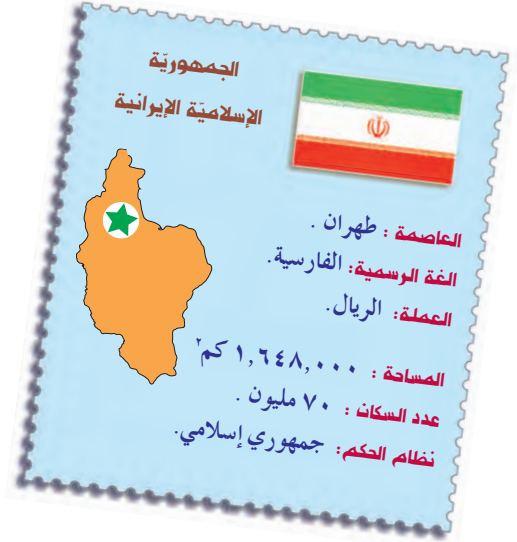 الجمهوريّة
الإسلاميّة الإيرانية
العاصمة : طهران .
الغة الرسمية: الفارسية.
العملة: الريال.
المساحة : ١,٦٤٨,٠٠٠ كم٢
عدد السكان : ٧٠ مليون .
نظام الحكم: جمهوري إسلامي.